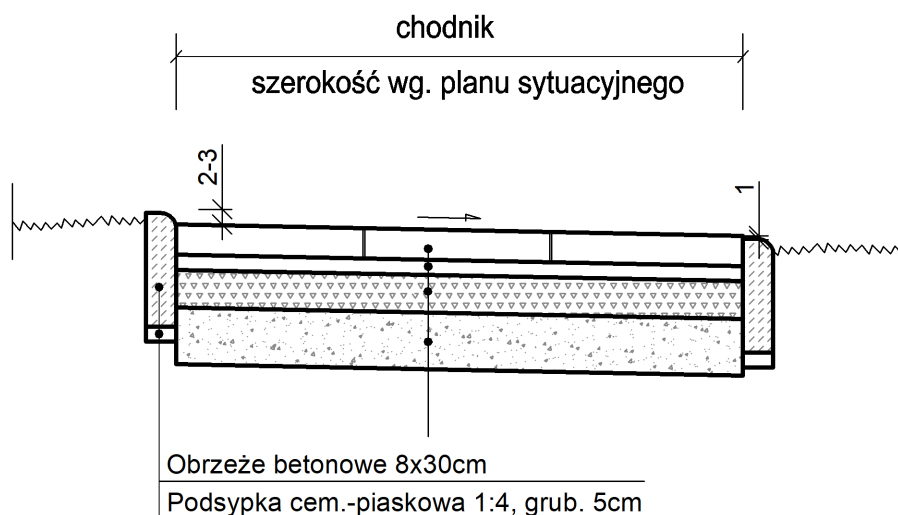 chodnik
szerokość wg. planu sytuacyjnego
2-3
1
Obrzeże betonowe 8x30cm
Podsypka cem.-piaskowa 1:4, grub. 5cm